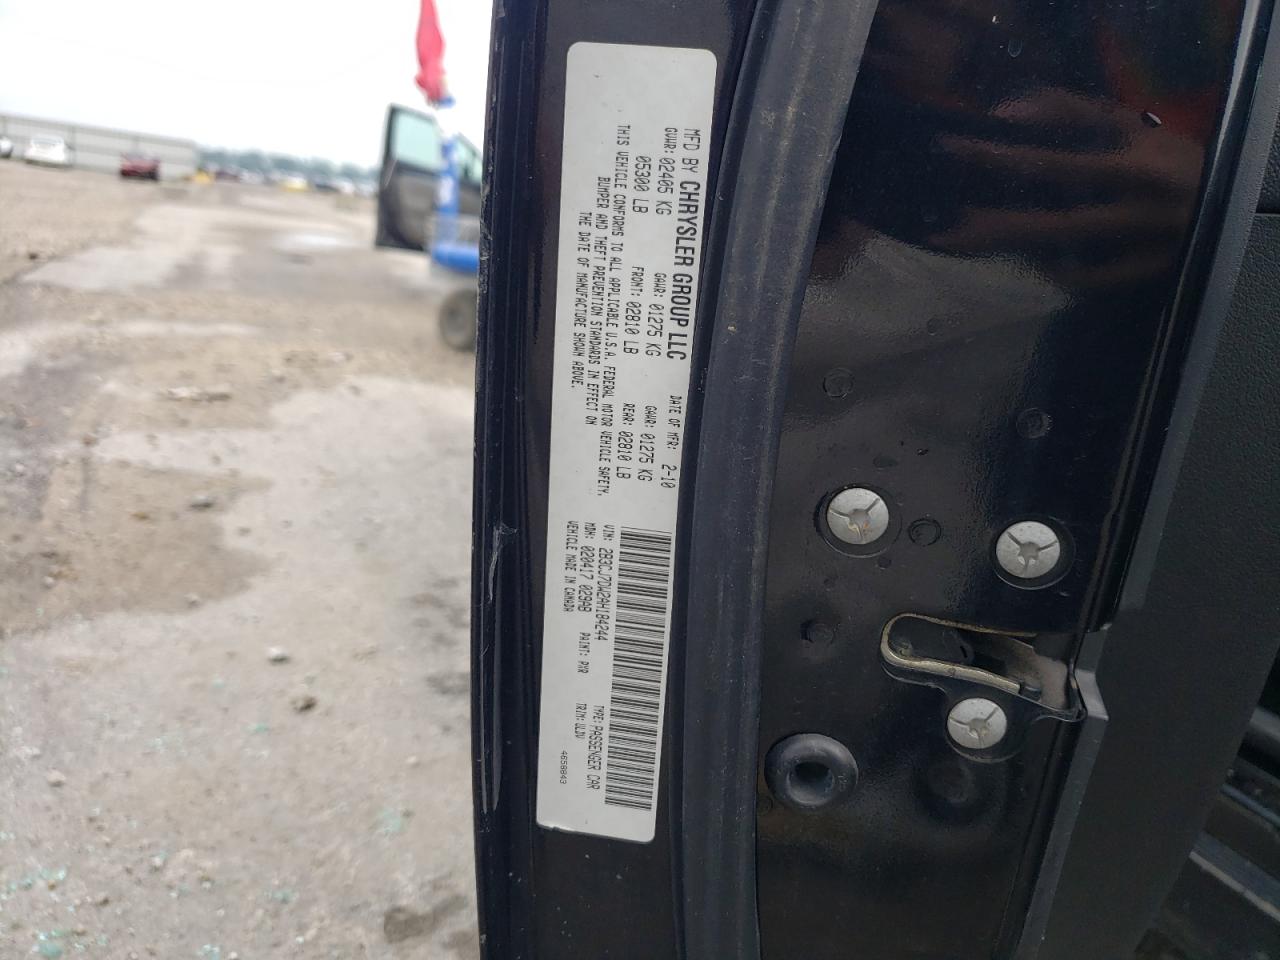 MFD BY CHRYSLER GROUP LLC DATE OF MFR: 2-10
GVWR: 02405 KG GAWR: 01275 KG GAWR: 01275 KG
05300 LB FRONT: 02810 LB REAR: 02810 LB
THIS VEHICLE CONFORMS TO ALL APPLICABLE U.S.A. FEDERAL MOTOR VEHICLE SAFETY,
BUMPER AND THEFT PREVENTION STANDARDS IN EFFECT ON
THE DATE OF MANUFACTURE SHOWN ABOVE.
VIN: 2B3CJ7DW2AH184244 TYPE: PASSENGER CAR
MDH: 020417 029AB PAINT: PXR TRIM: ULDV
VEHICLE MADE IN CANADA 4658843